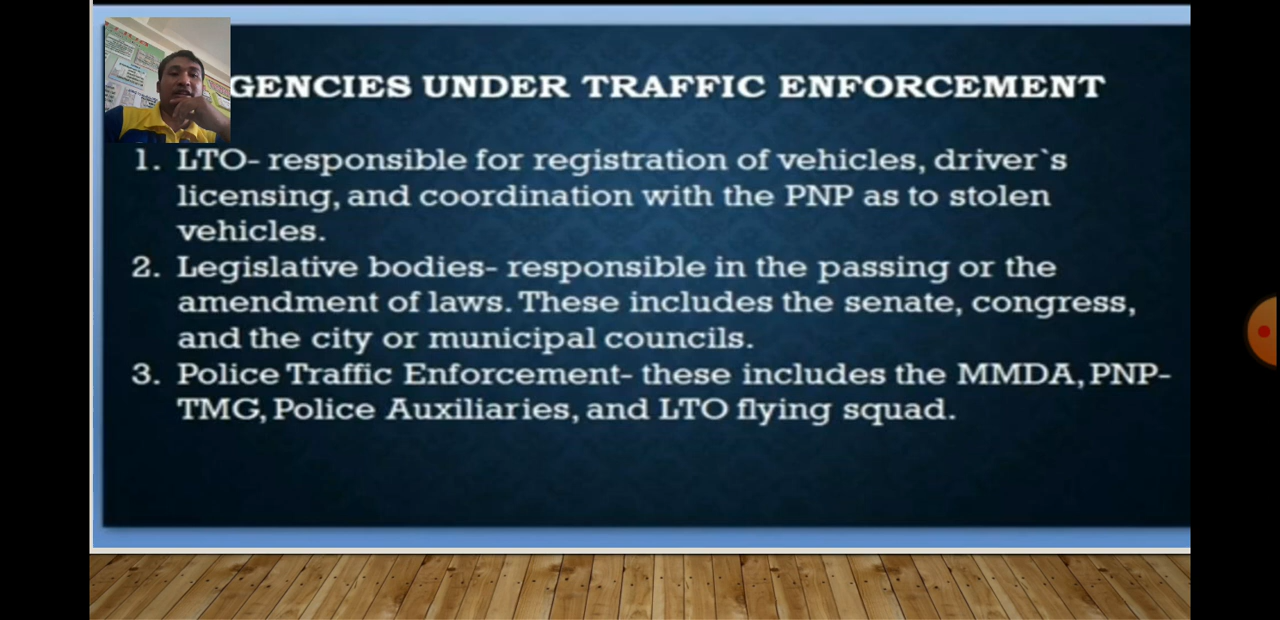 GENCIES UNDER TRAFFIC ENFORCEMENT
1. LTO- responsible for registration of vehicles, driver`s
licensing, and coordination with the PNP as to stolen
vehicles.
2. Legislative bodies- responsible in the passing or the
amendment of laws. These includes the senate, congress,
and the city or municipal councils.
3. Police Traffic Enforcement- these includes the MMDA, PNP-
TMG, Police Auxiliaries, and LTO flying squad.